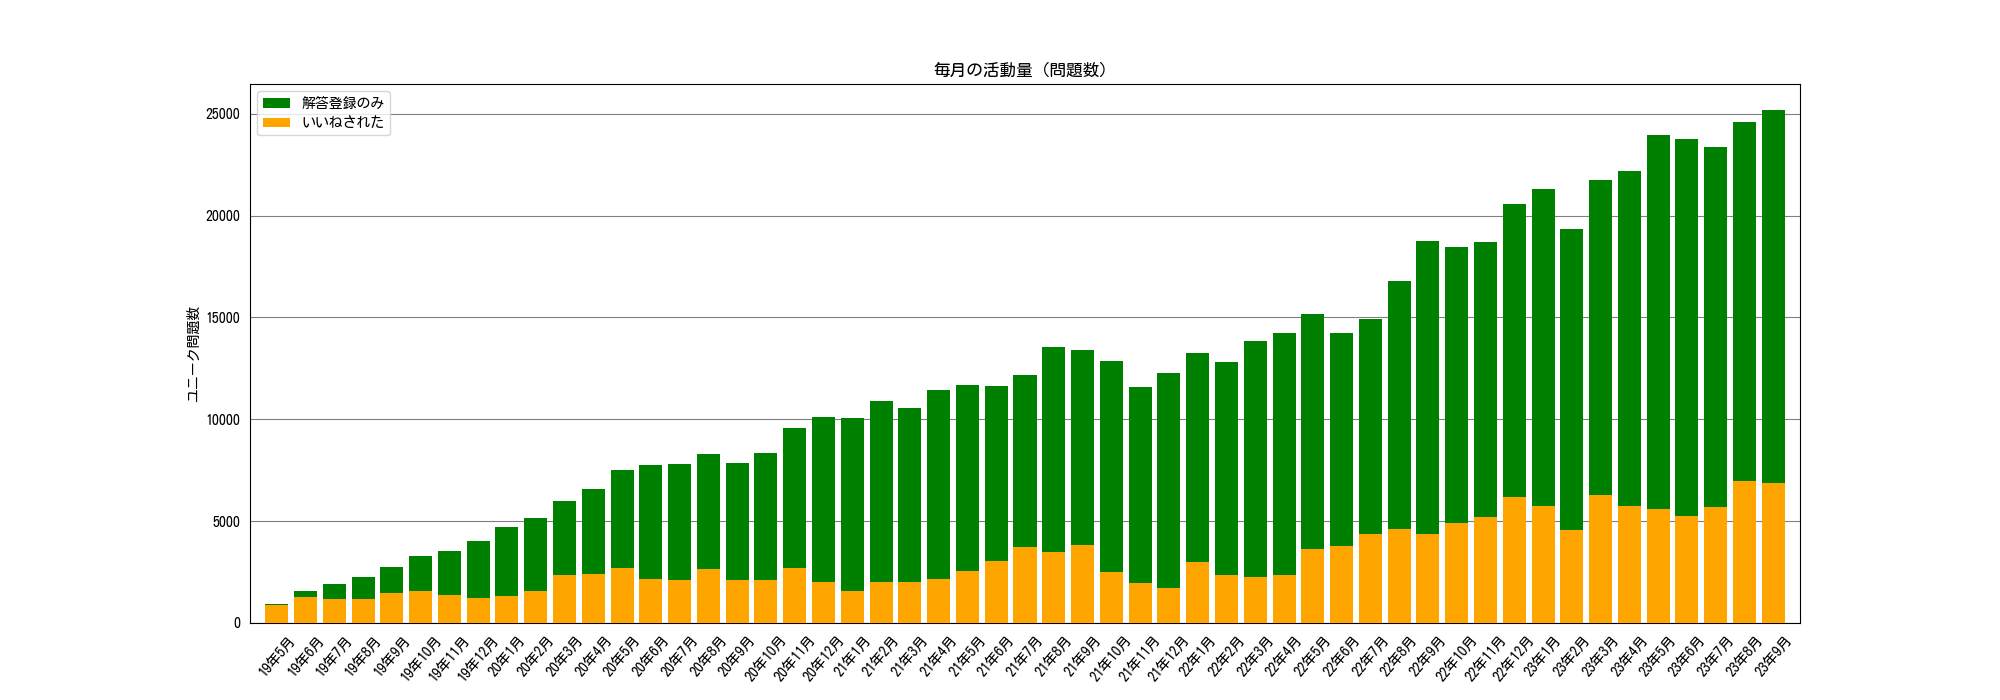 毎月の活動量（問題数）
解答登録のみ
いいねされた
ユニーク問題数
25000
20000
15000
10000
5000
0
19年5月
19年6月
19年7月
19年8月
19年9月
19年10月
19年11月
19年12月
20年1月
20年2月
20年3月
20年4月
20年5月
20年6月
20年7月
20年8月
20年9月
20年10月
20年11月
20年12月
21年1月
21年2月
21年3月
21年4月
21年5月
21年6月
21年7月
21年8月
21年9月
21年10月
21年11月
21年12月
22年1月
22年2月
22年3月
22年4月
22年5月
22年6月
22年7月
22年8月
22年9月
22年10月
22年11月
22年12月
23年1月
23年2月
23年3月
23年4月
23年5月
23年6月
23年7月
23年8月
23年9月